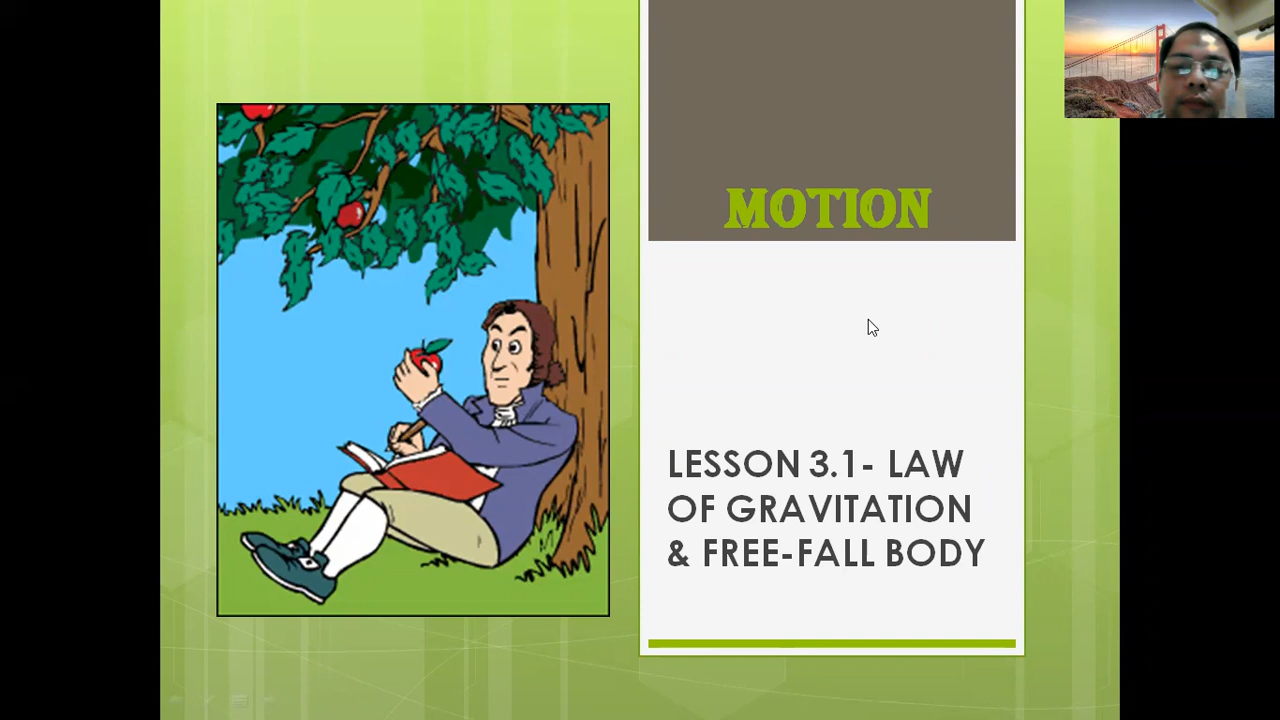 MOTION
LESSON 3.1- LAW
OF GRAVITATION
& FREE-FALL BODY